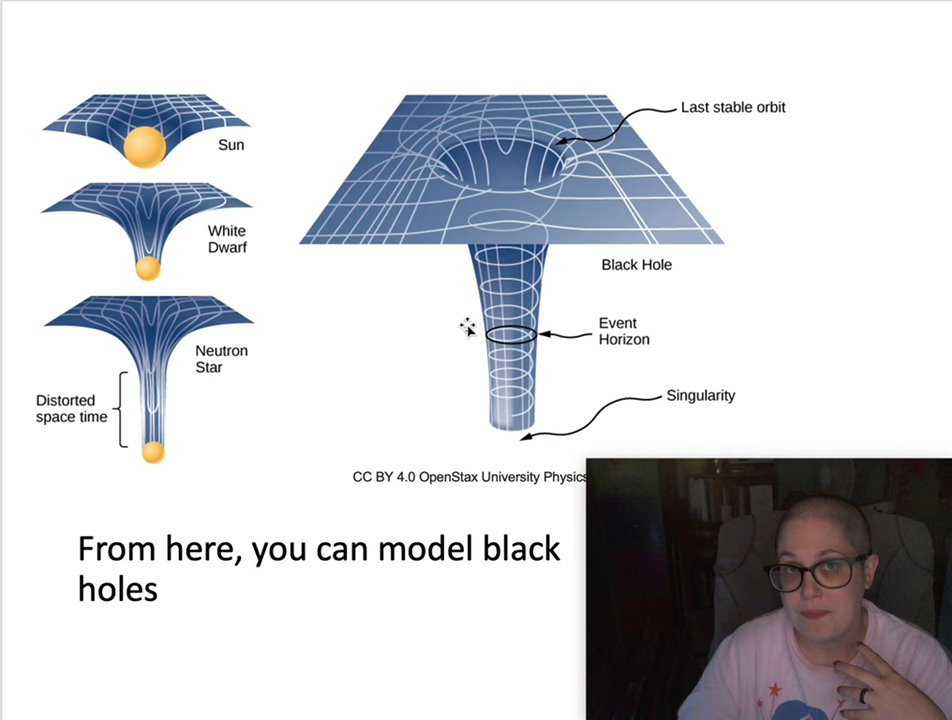 Sun
White
Dwarf
Neutron
Star
Distorted
space time
Last stable orbit
Black Hole
Event
Horizon
Singularity
CC BY 4.0 OpenStax University Physics
From here, you can model black
holes